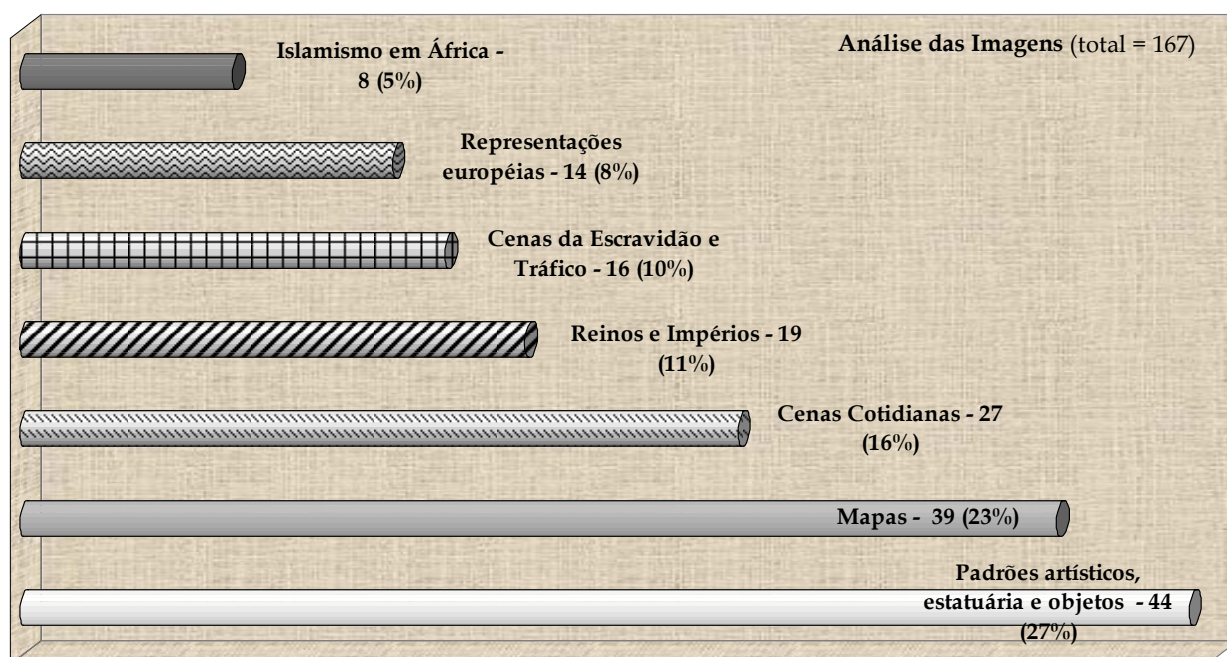 Análise das Imagens (total = 167)
Islamismo em África -
8 (5%)
Representações
européias - 14 (8%)
Cenas da Escravidão e
Tráfico - 16 (10%)
Reinos e Impérios - 19
(11%)
Cenas Cotidianas - 27
(16%)
Mapas -  39 (23%)
Padrões artísticos,
estatuária e objetos  - 44
(27%)